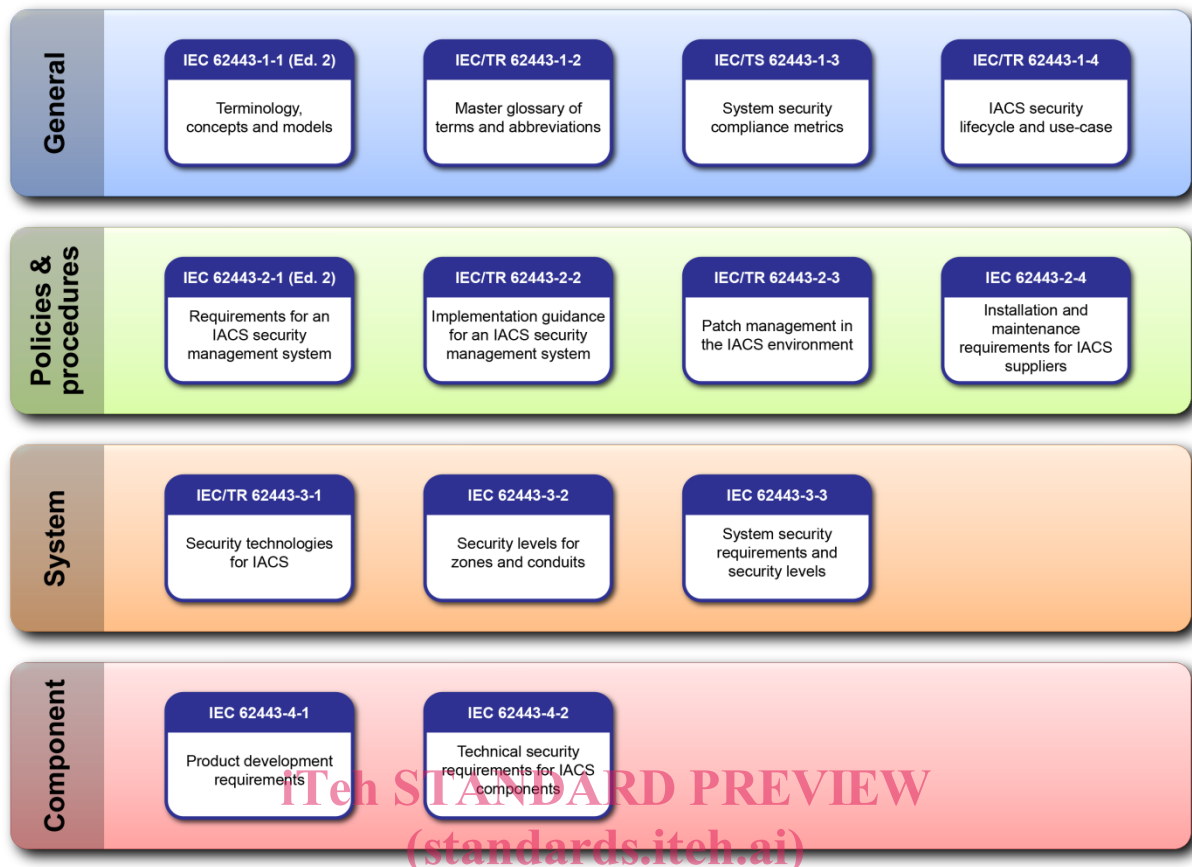 General
IEC 62443-1-1 (Ed. 2)
Terminology,
concepts and models
IEC/TR 62443-1-2
Master glossary of
terms and abbreviations
IEC/TS 62443-1-3
System security
compliance metrics
IEC/TR 62443-1-4
IACS security
lifecycle and use-case
Policies &
procedures
IEC 62443-2-1 (Ed. 2)
Requirements for an
IACS security
management system
IEC/TR 62443-2-2
Implementation guidance
for an IACS security
management system
IEC/TR 62443-2-3
Patch management in
the IACS environment
IEC 62443-2-4
Installation and
maintenance
requirements for IACS
suppliers
System
IEC/TR 62443-3-1
Security technologies
for IACS
IEC 62443-3-2
Security levels for
zones and conduits
IEC 62443-3-3
System security
requirements and
security levels
Component
IEC 62443-4-1
Product development
requirements
IEC 62443-4-2
Technical security
requirements for IACS
components
iTeh STANDARD PREVIEW
(standards.iteh.ai)